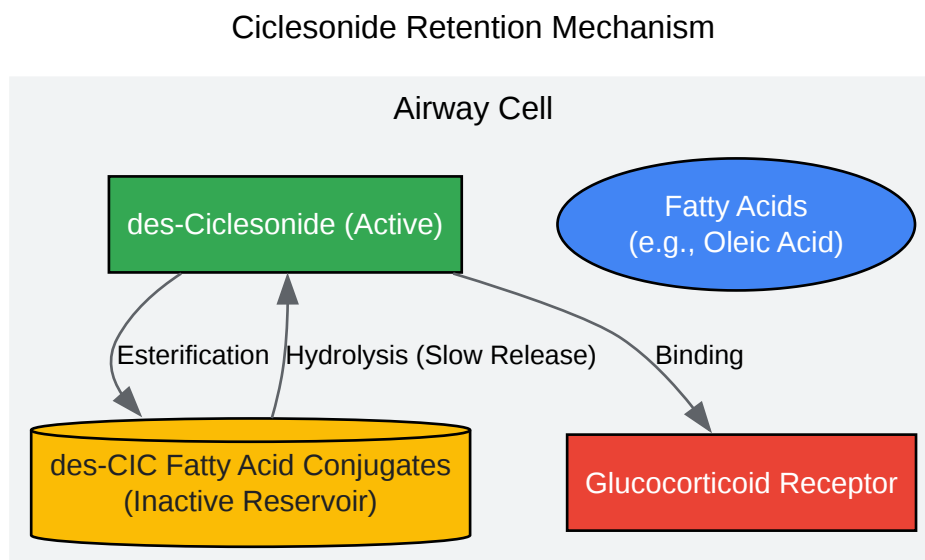 Ciclesonide Retention Mechanism
Airway Cell
des-Ciclesonide (Active)
Fatty Acids
(e.g., Oleic Acid)
Esterification
Hydrolysis (Slow Release)
Binding
des-CIC Fatty Acid Conjugates
(Inactive Reservoir)
Glucocorticoid Receptor